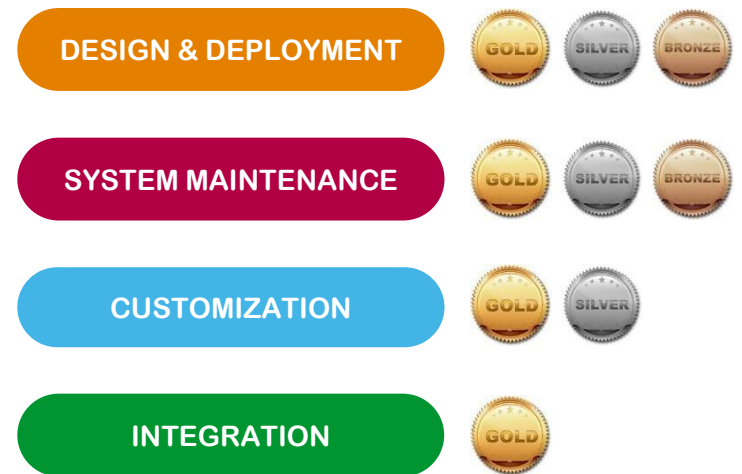 DESIGN & DEPLOYMENT GOLD SILVER BRONZE
SYSTEM MAINTENANCE GOLD SILVER BRONZE
CUSTOMIZATION GOLD SILVER
INTEGRATION GOLD